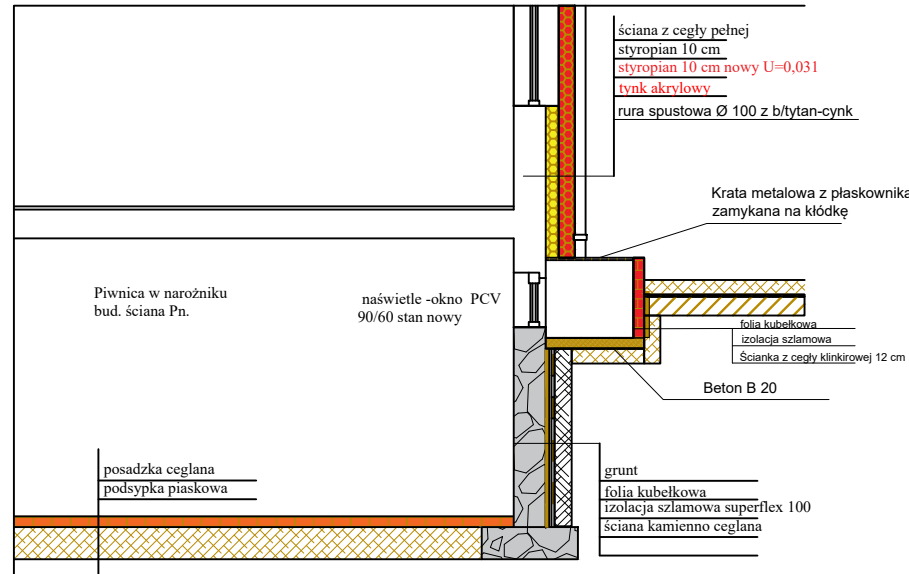 ściana z cegły pełnej
styropian 10 cm
styropian 10 cm nowy U=0,031
tynk akrylowy
rura spustowa Ø 100 z b/tytan-cynk
Krata metalowa z płaskownika
zamykana na kłódkę
Piwnica w narożniku
bud. ściana Pn.
naświetle -okno PCV
90/60 stan nowy
folia kubełkowa
izolacja szlamowa
Ścianka z cegły klinkirowej 12 cm
Beton B 20
posadzka ceglana
podsypka piaskowa
grunt
folia kubełkowa
izolacja szlamowa superflex 100
ściana kamienno ceglana